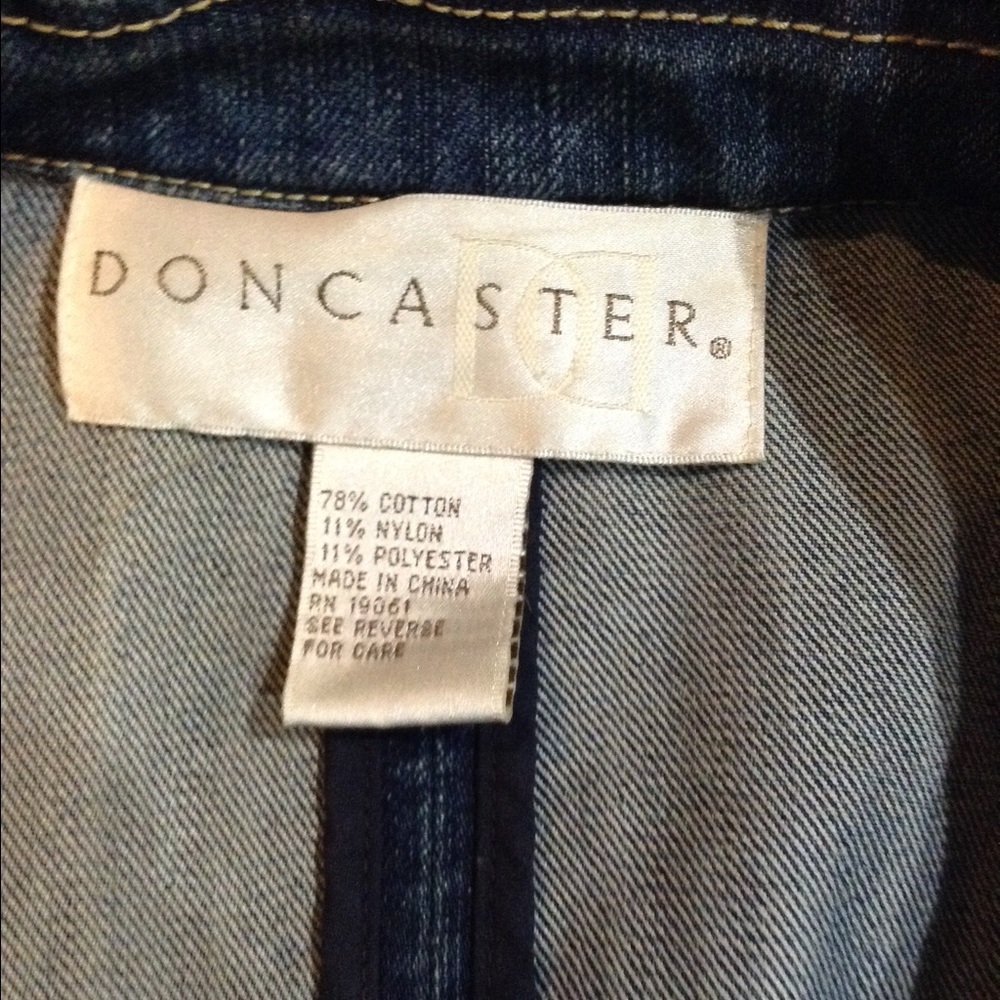 DONCASTER®
78% COTTON
11% NYLON
11% POLYESTER
MADE IN CHINA
RN 19061
SEE REVERSE
FOR CARE